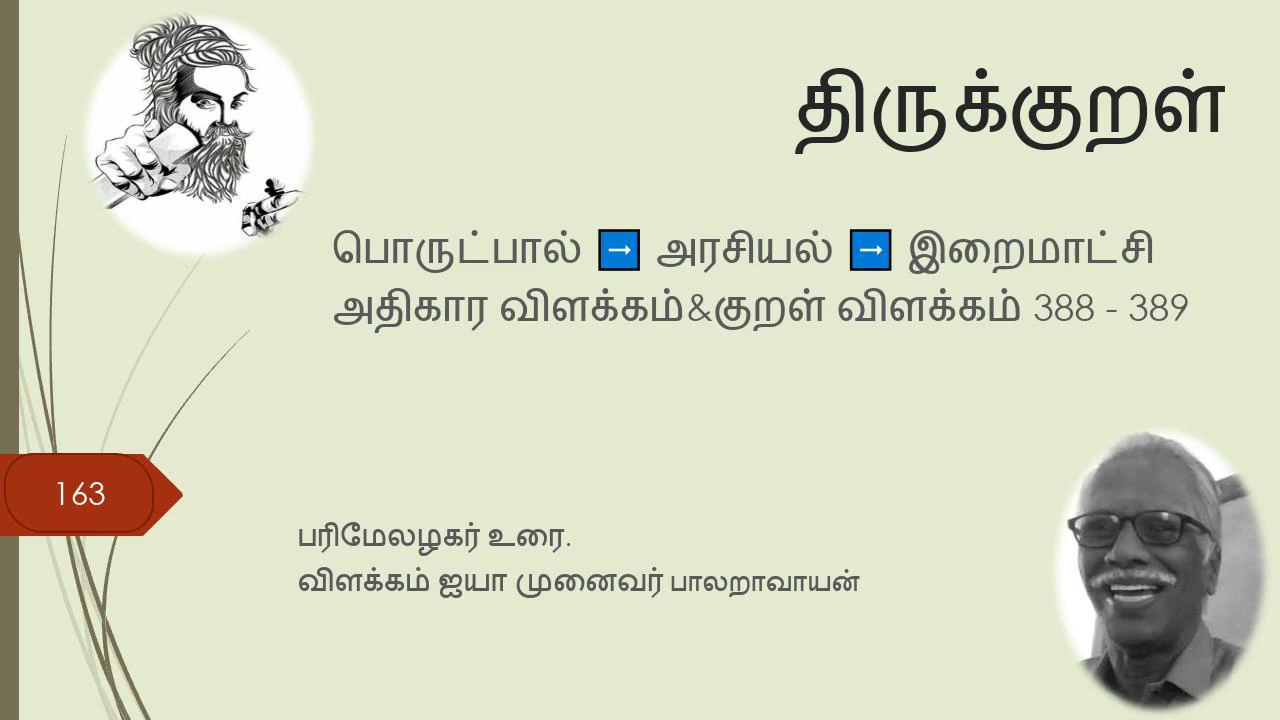 திருக்குறள்
பொருட்பால் ➡ அரசியல் ➡ இறைமாட்சி
அதிகார விளக்கம்&குறள் விளக்கம் 388 - 389
163
பரிமேலழகர் உரை.
விளக்கம் ஐயா முனைவர் பாலறாவாயன்